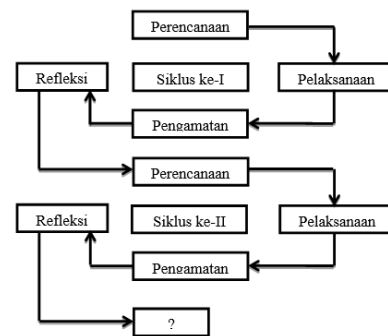 Perencanaan
Refleksi
Siklus ke-I
Pelaksanaan
Pengamatan
Perencanaan
Refleksi
Siklus ke-II
Pelaksanaan
Pengamatan
?